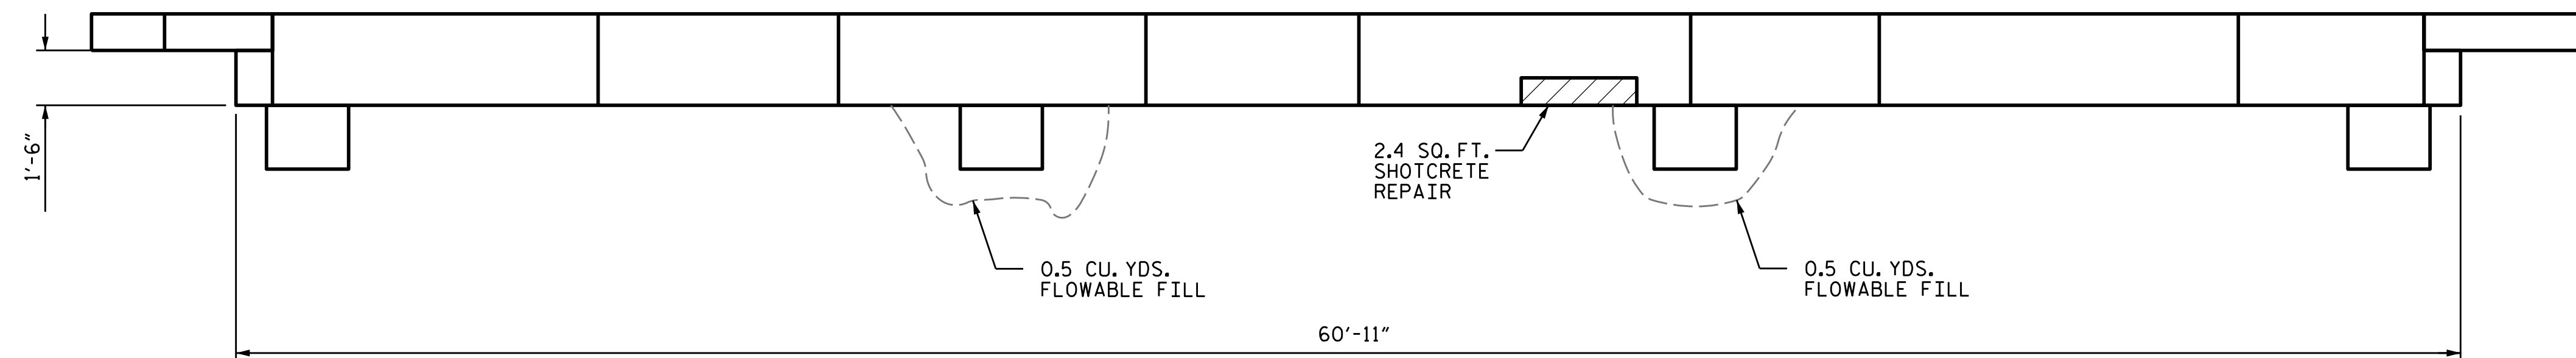 1'-6"
2.4 SQ. FT.
SHOTCRETE
REPAIR
0.5 CU. YDS.
FLOWABLE FILL
0.5 CU. YDS.
FLOWABLE FILL
60'-11"